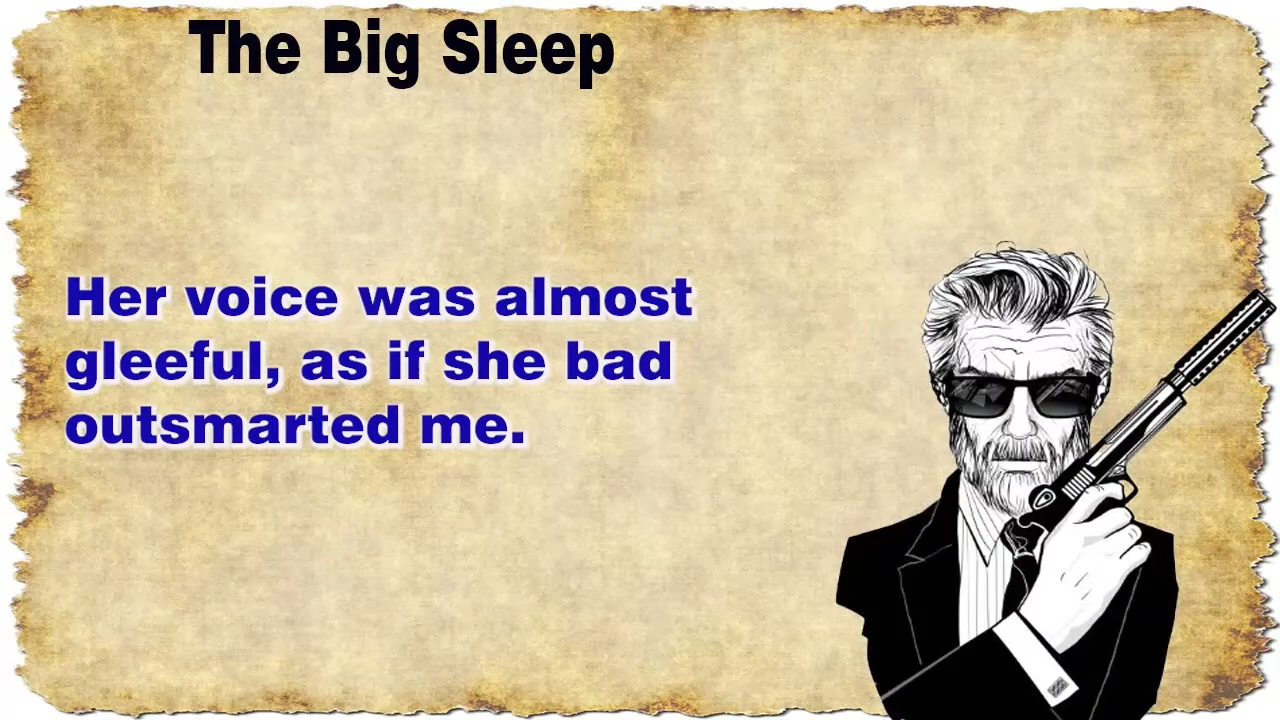 The Big Sleep
Her voice was almost
gleeful, as if she bad
outsmarted me.